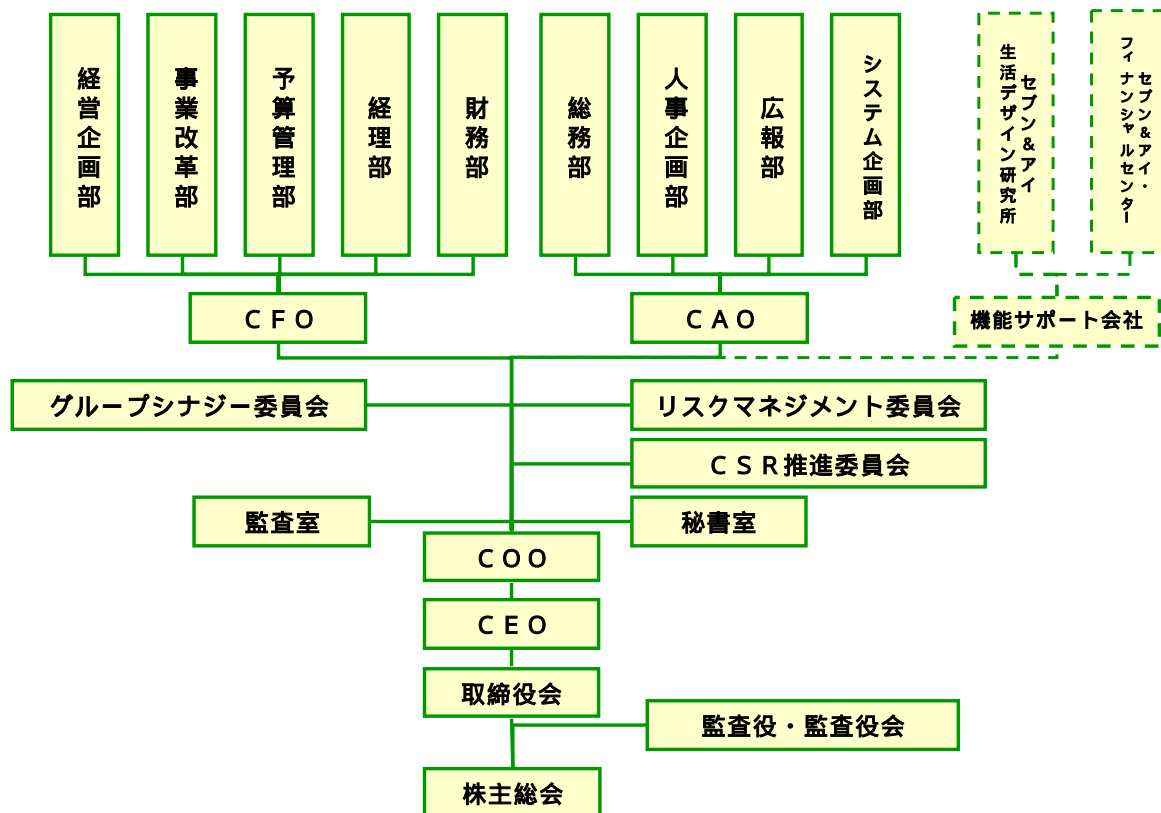 経営企画部
事業改革部
予算管理部
経理部
財務部
総務部
人事企画部
広報部
システム企画部
セブン&アイ
生活デザイン研究所
セブン&アイ・
フィナンシャルセンター
ＣＦＯ
ＣＡＯ
機能サポート会社
グループシナジー委員会
リスクマネジメント委員会
ＣＳＲ推進委員会
監査室
秘書室
ＣＯＯ
ＣＥＯ
取締役会
監査役・監査役会
株主総会